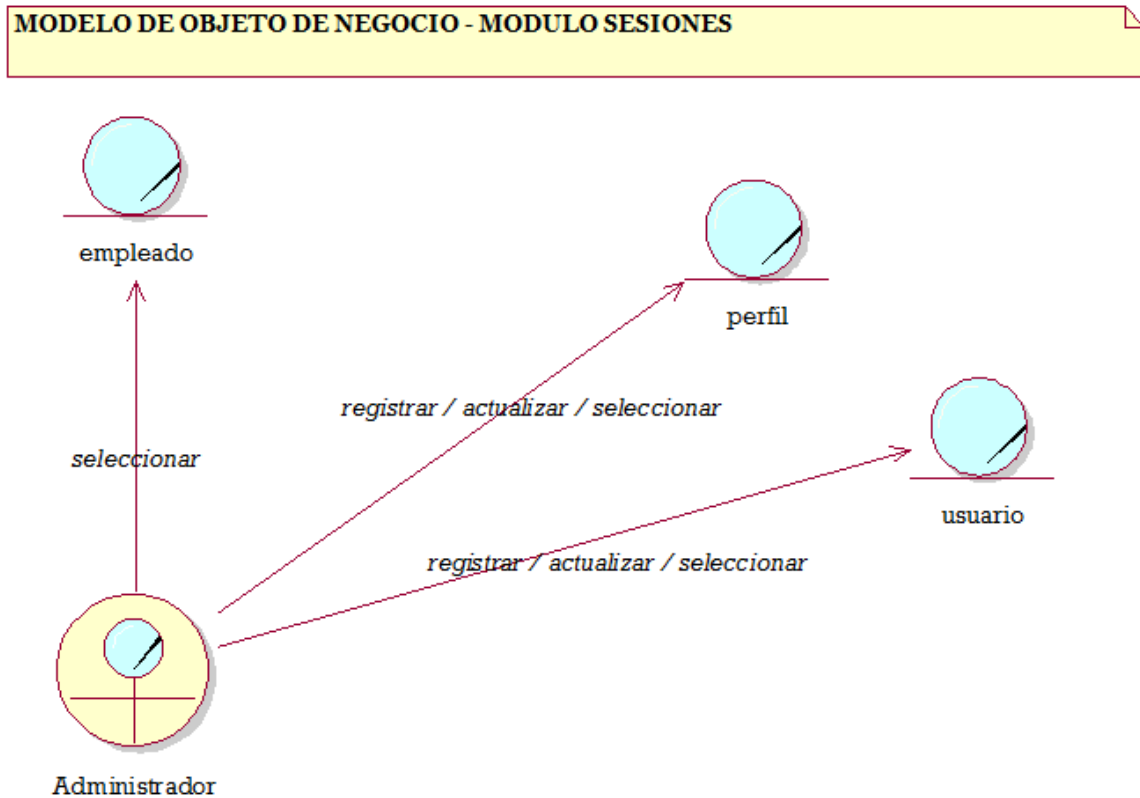 MODELO DE OBJETO DE NEGOCIO - MODULO SESIONES
empleado
perfil
registrar / actualizar / seleccionar
seleccionar
usuario
registrar / actualizar / seleccionar
Administrador